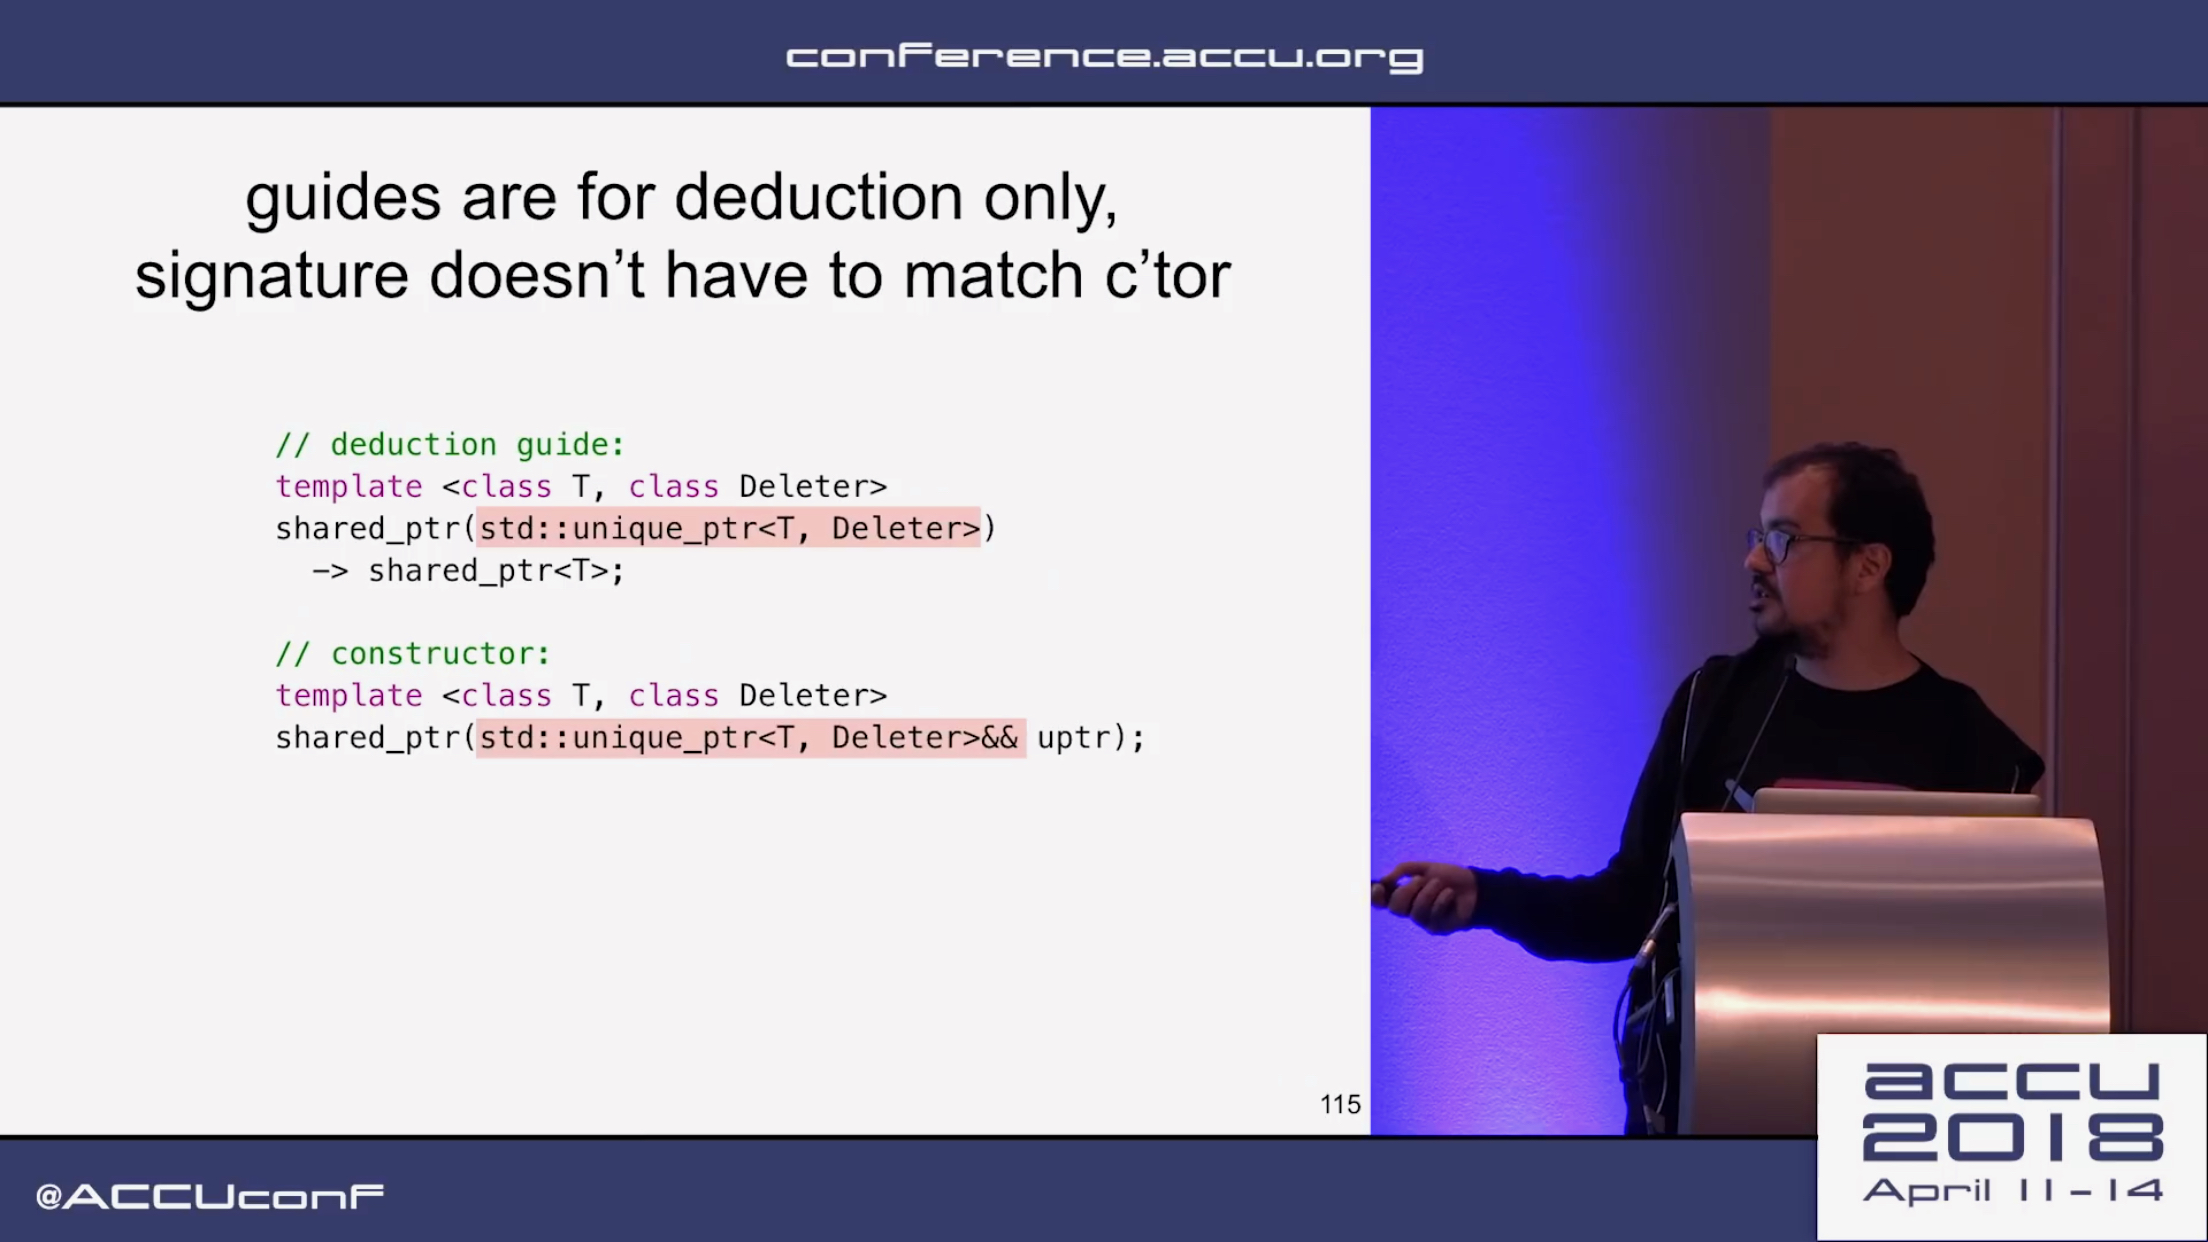 conference.accu.org
guides are for deduction only,
signature doesn’t have to match c’tor
// deduction guide:
template <class T, class Deleter>
shared_ptr(std::unique_ptr<T, Deleter>)
  -> shared_ptr<T>;
// constructor:
template <class T, class Deleter>
shared_ptr(std::unique_ptr<T, Deleter>&& uptr);
115
accu
2018
April 11-14
@ACCUconf